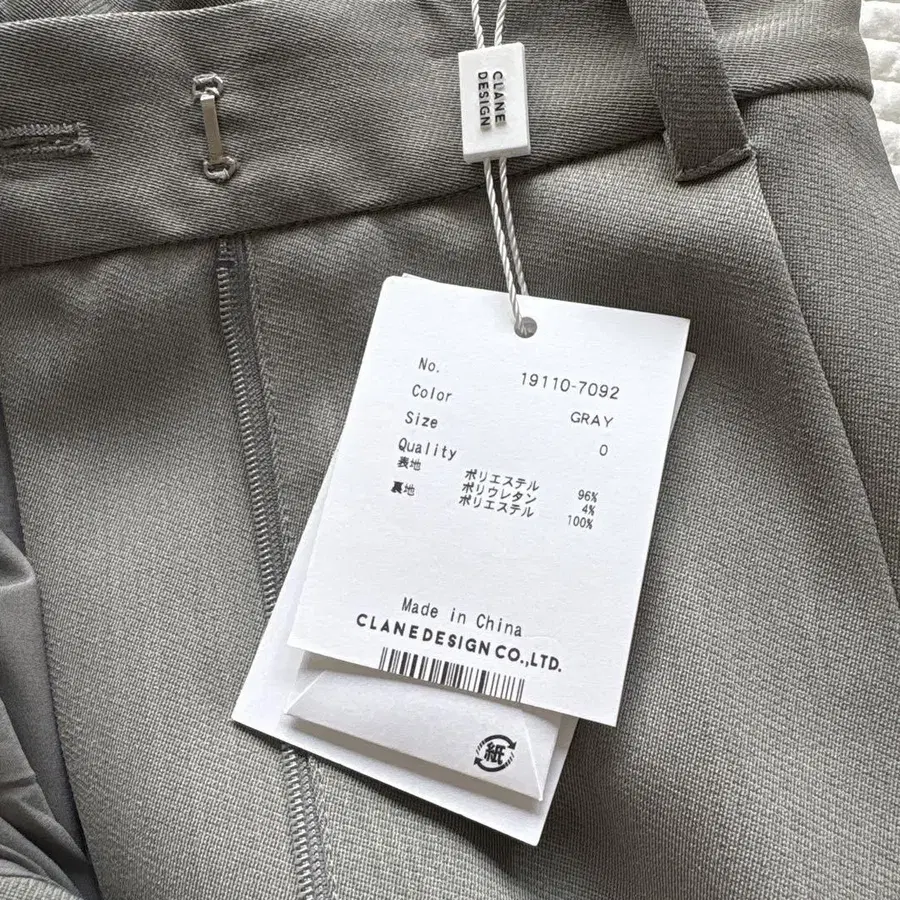 CLANE
DESIGN
No. 19110-7092
Color GRAY
Size 0
Quality
表地 ポリエステル 96%
ポリウレタン 4%
裏地 ポリエステル 100%
Made in China
CLANEDESIGN CO.,LTD.
紙